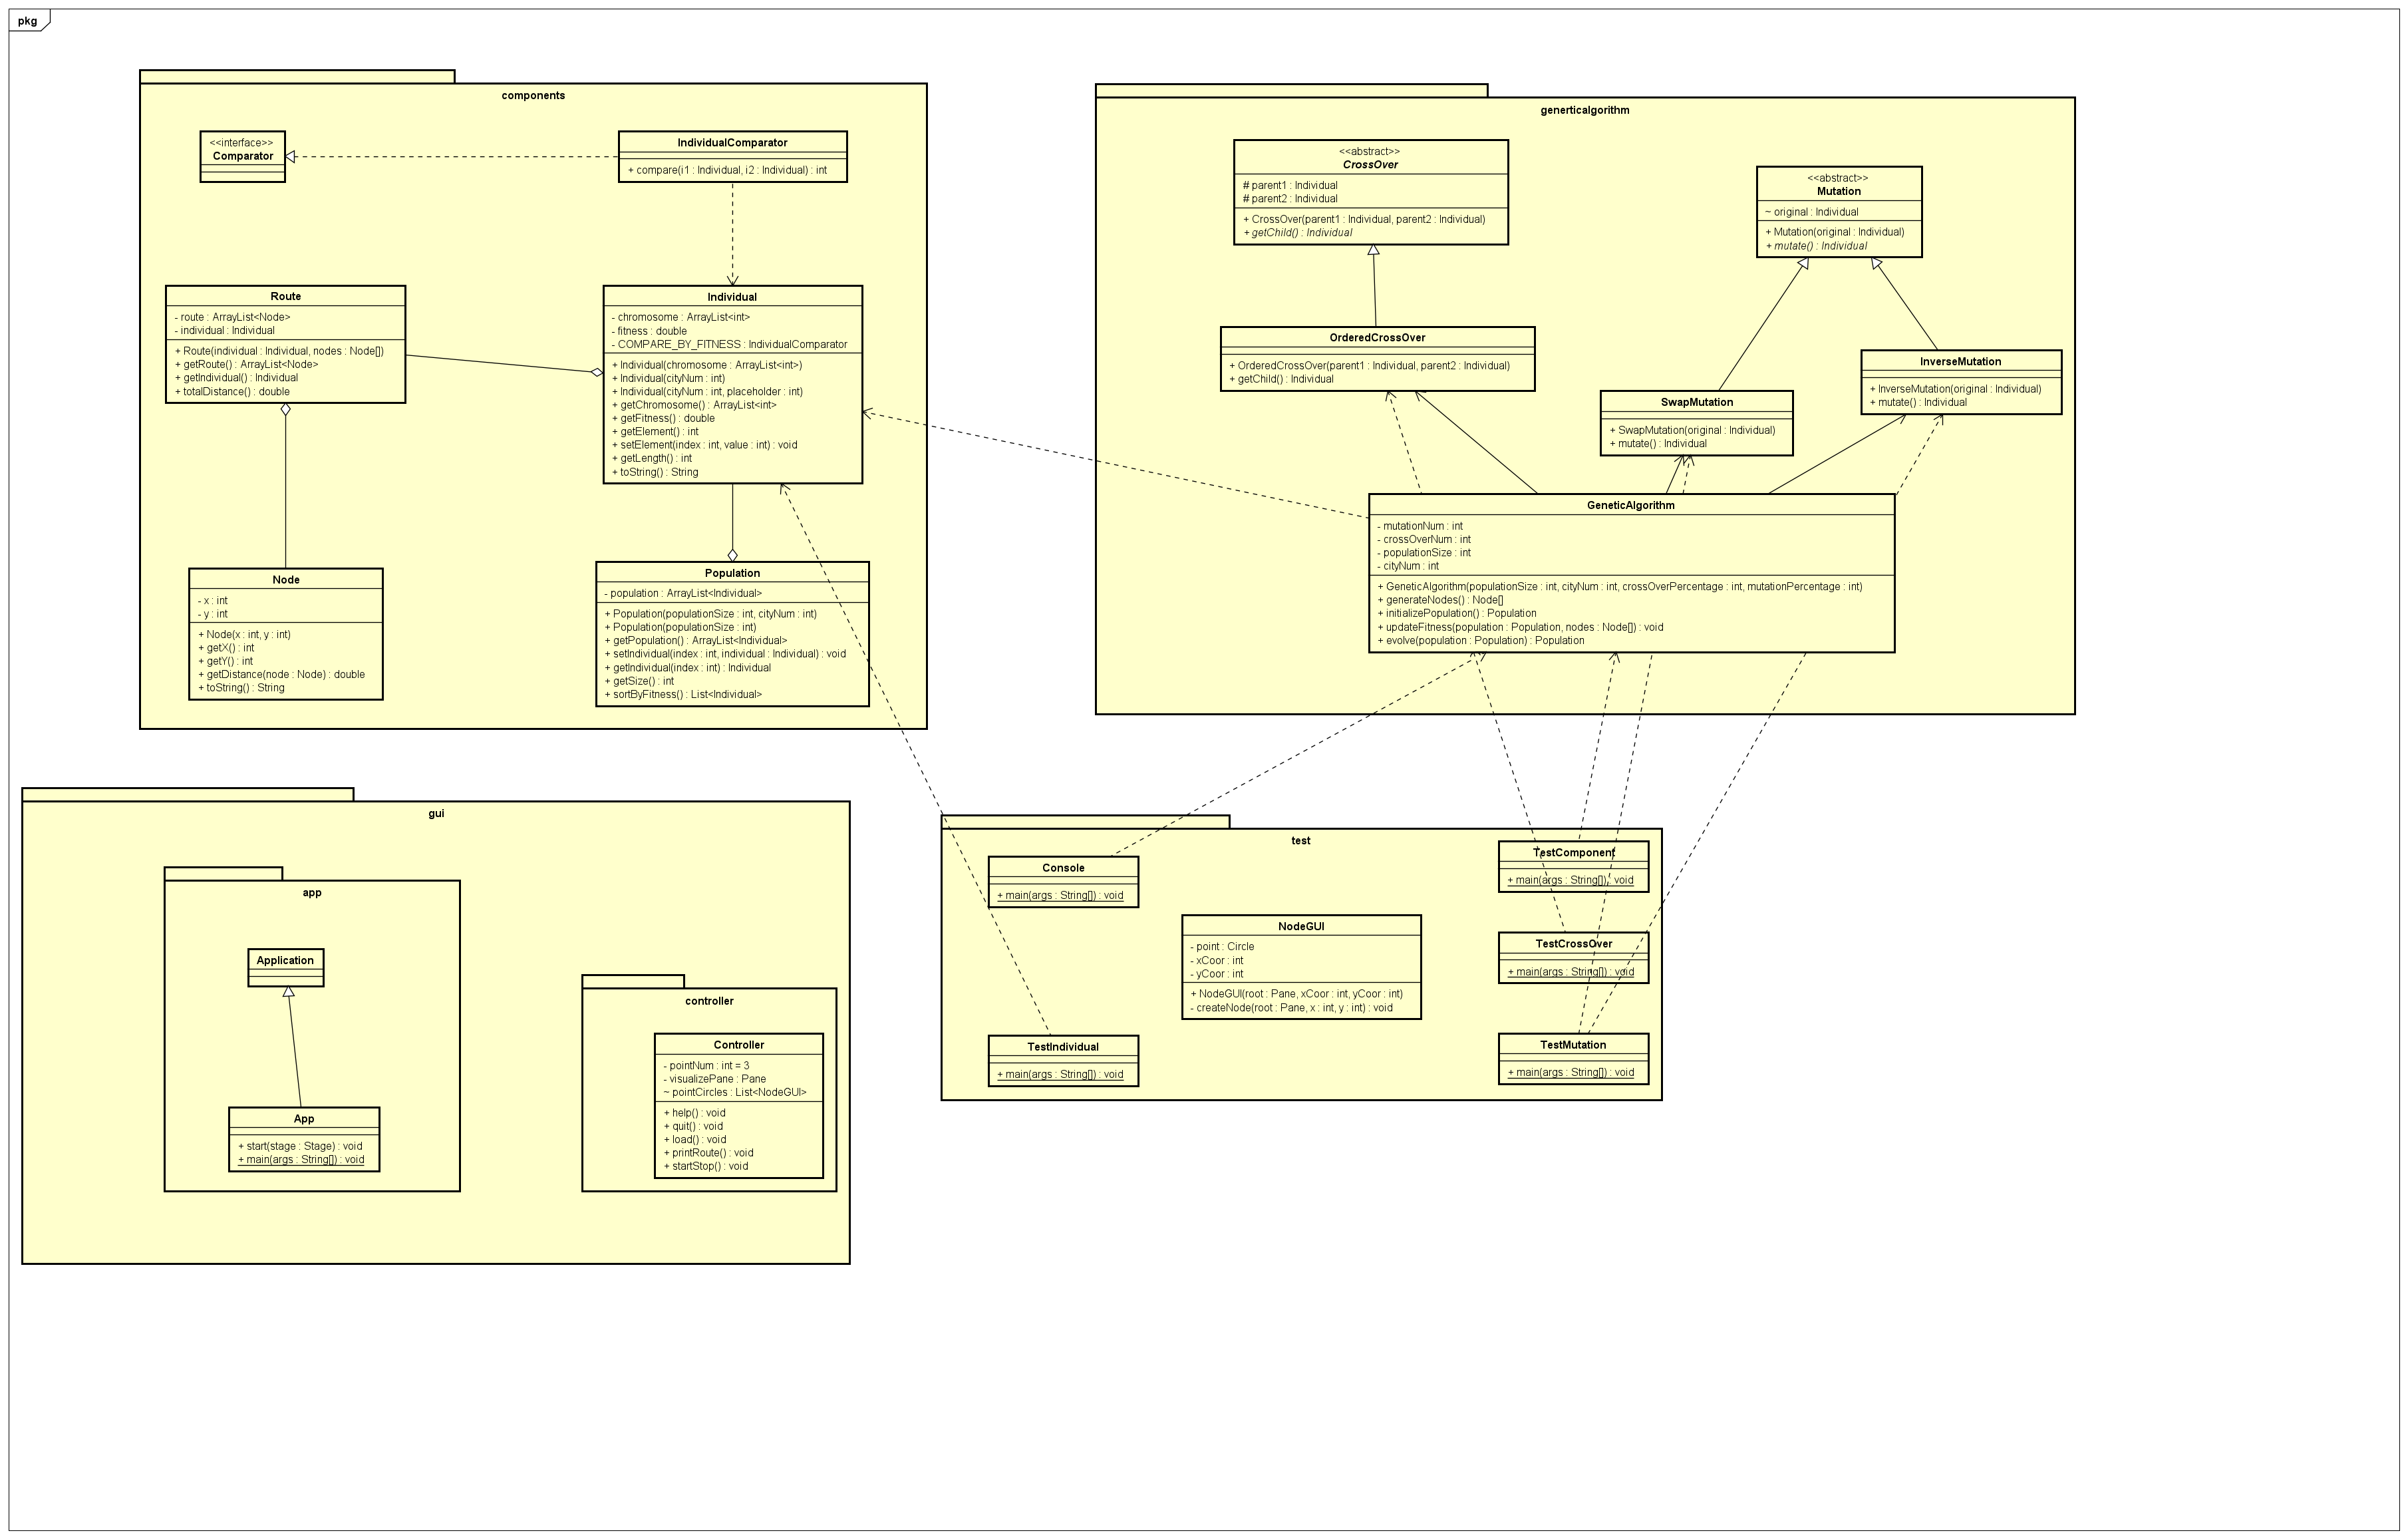 pkg
components
<<interface>>
Comparator
IndividualComparator
+ compare(i1 : Individual, i2 : Individual) : int
Route
- route : ArrayList<Node>
- individual : Individual
+ Route(individual : Individual, nodes : Node[])
+ getRoute() : ArrayList<Node>
+ getIndividual() : Individual
+ totalDistance() : double
Individual
- chromosome : ArrayList<int>
- fitness : double
- COMPARE_BY_FITNESS : IndividualComparator
+ Individual(chromosome : ArrayList<int>)
+ Individual(cityNum : int)
+ Individual(cityNum : int, placeholder : int)
+ getChromosome() : ArrayList<int>
+ getFitness() : double
+ getElement() : int
+ setElement(index : int, value : int) : void
+ getLength() : int
+ toString() : String
Node
- x : int
- y : int
+ Node(x : int, y : int)
+ getX() : int
+ getY() : int
+ getDistance(node : Node) : double
+ toString() : String
Population
- population : ArrayList<Individual>
+ Population(populationSize : int, cityNum : int)
+ Population(populationSize : int)
+ getPopulation() : ArrayList<Individual>
+ setIndividual(index : int, individual : Individual) : void
+ getIndividual(index : int) : Individual
+ getSize() : int
+ sortByFitness() : List<Individual>
generticalgorithm
<<abstract>>
CrossOver
# parent1 : Individual
# parent2 : Individual
+ CrossOver(parent1 : Individual, parent2 : Individual)
+ getChild() : Individual
<<abstract>>
Mutation
~ original : Individual
+ Mutation(original : Individual)
+ mutate() : Individual
OrderedCrossOver
+ OrderedCrossOver(parent1 : Individual, parent2 : Individual)
+ getChild() : Individual
SwapMutation
+ SwapMutation(original : Individual)
+ mutate() : Individual
InverseMutation
+ InverseMutation(original : Individual)
+ mutate() : Individual
GeneticAlgorithm
- mutationNum : int
- crossOverNum : int
- populationSize : int
- cityNum : int
+ GeneticAlgorithm(populationSize : int, cityNum : int, crossOverPercentage : int, mutationPercentage : int)
+ generateNodes() : Node[]
+ initializePopulation() : Population
+ updateFitness(population : Population, nodes : Node[]) : void
+ evolve(population : Population) : Population
gui
app
Application
App
+ start(stage : Stage) : void
+ main(args : String[]) : void
controller
Controller
- pointNum : int = 3
- visualizePane : Pane
~ pointCircles : List<NodeGUI>
+ help() : void
+ quit() : void
+ load() : void
+ printRoute() : void
+ startStop() : void
test
Console
+ main(args : String[]) : void
TestComponent
+ main(args : String[]) : void
NodeGUI
- point : Circle
- xCoor : int
- yCoor : int
+ NodeGUI(root : Pane, xCoor : int, yCoor : int)
- createNode(root : Pane, x : int, y : int) : void
TestCrossOver
+ main(args : String[]) : void
TestIndividual
+ main(args : String[]) : void
TestMutation
+ main(args : String[]) : void